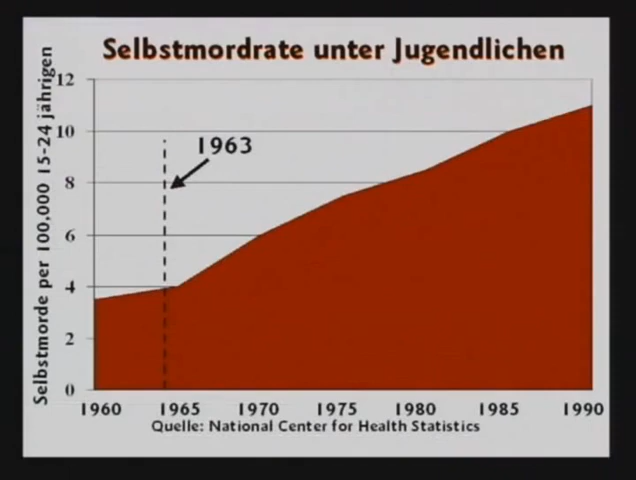 Selbstmordrate unter Jugendlichen
Selbstmorde per 100,000 15-24 jährigen
12
10
8
6
4
2
0
1963
1960 1965 1970 1975 1980 1985 1990
Quelle: National Center for Health Statistics